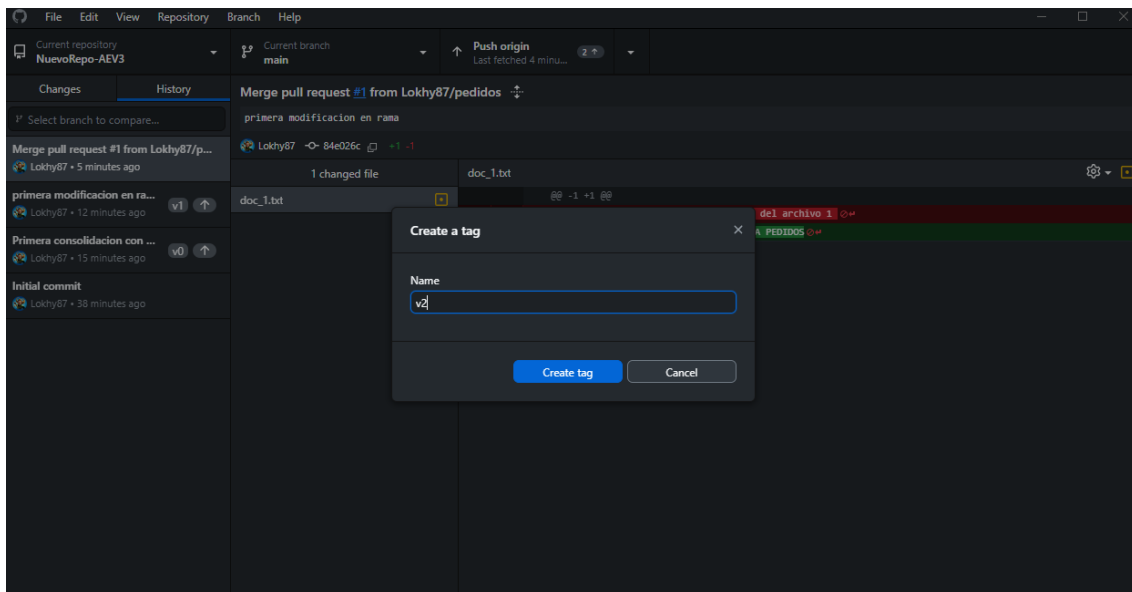 File Edit View Repository Branch Help
Current repository
NuevoRepo-AEV3
Current branch
main
Push origin
Last fetched 4 minu...
2
Changes History
Select branch to compare...
Merge pull request #1 from Lokhy87/p...
Lokhy87 • 5 minutes ago
primera modificacion en ra...
Lokhy87 • 12 minutes ago
v1
Primera consolidacion con ...
Lokhy87 • 15 minutes ago
v0
Initial commit
Lokhy87 • 38 minutes ago
Merge pull request #1 from Lokhy87/pedidos
primera modificacion en rama
Lokhy87 84e026c +1 -1
1 changed file
doc_1.txt
doc_1.txt
@@ -1 +1 @@
del archivo 1
A PEDIDOS
Create a tag
Name
v2
Create tag Cancel